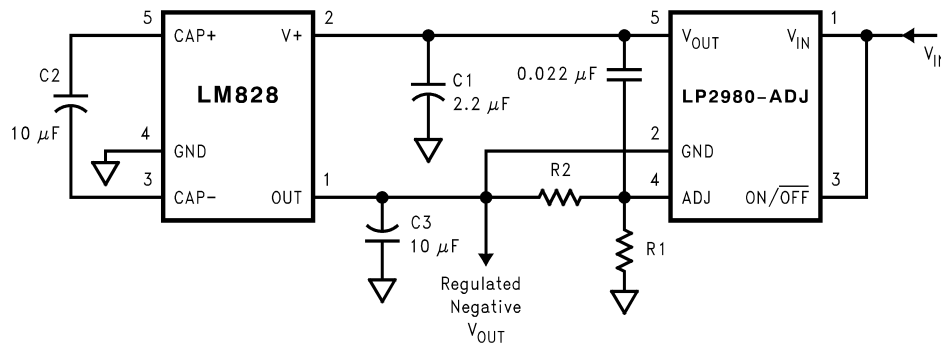 5
CAP+
V+
2
C2
10 µF
LM828
C1
2.2 µF
4
GND
3
CAP-
OUT
1
C3
10 µF
Regulated
Negative
VOUT
0.022 µF
R2
R1
5
VOUT
VIN
1
LP2980-ADJ
2
GND
4
ADJ
ON/OFF
3
VIN